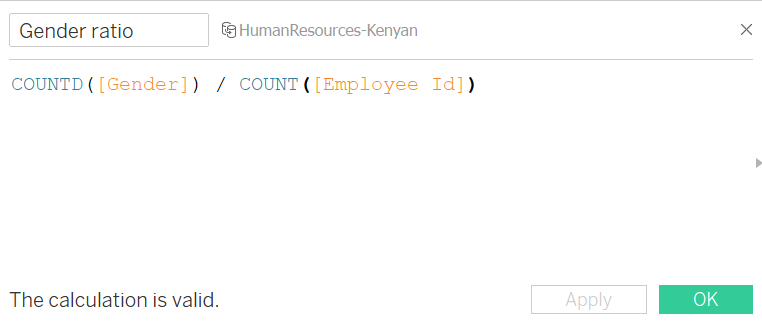 Gender ratio HumanResources-Kenyan
COUNTD([Gender]) / COUNT([Employee Id])
The calculation is valid. Apply OK